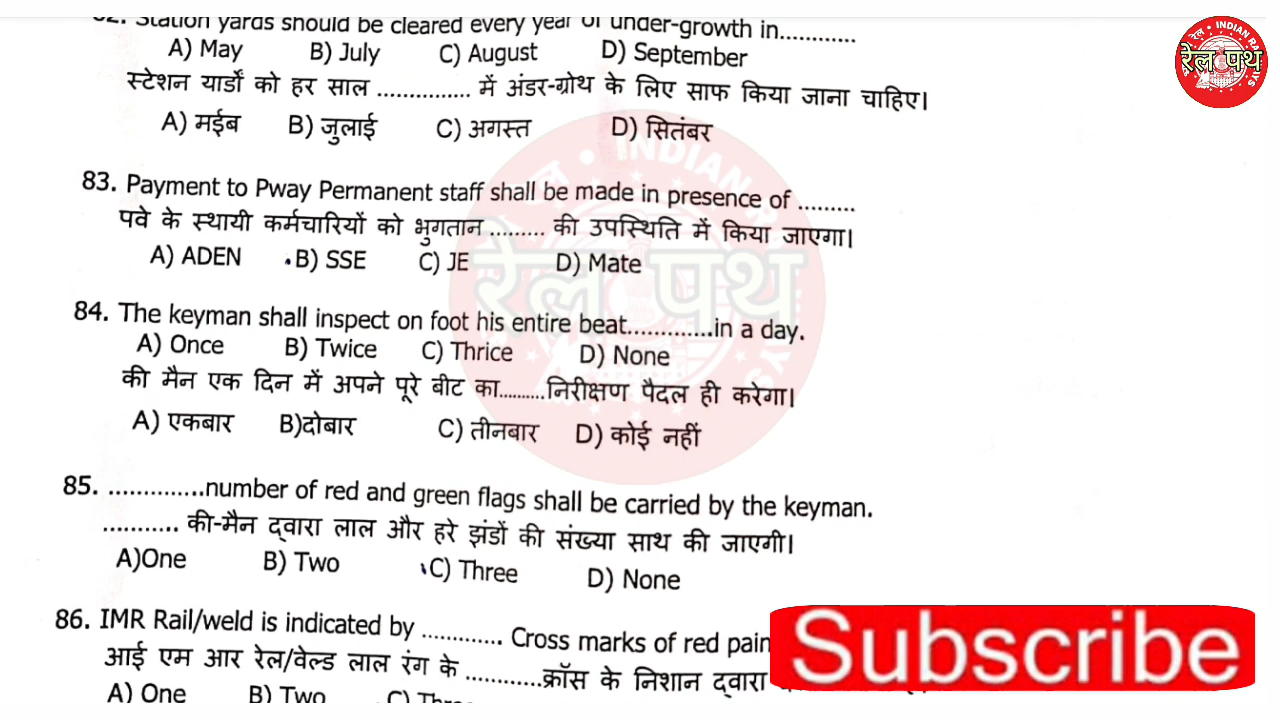 82. Station yards should be cleared every year of under-growth in............
A) May B) July C) August D) September
स्टेशन यार्डों को हर साल ............... में अंडर-ग्रोथ के लिए साफ किया जाना चाहिए।
A) मईब B) जुलाई C) अगस्त D) सितंबर
83. Payment to Pway Permanent staff shall be made in presence of .........
पवे के स्थायी कर्मचारियों को भुगतान ......... की उपस्थिति में किया जाएगा।
A) ADEN B) SSE C) JE D) Mate
84. The keyman shall inspect on foot his entire beat.............in a day.
A) Once B) Twice C) Thrice D) None
की मैन एक दिन में अपने पूरे बीट का..........निरीक्षण पैदल ही करेगा।
A) एकबार B)दोबार C) तीनबार D) कोई नहीं
85. ..............number of red and green flags shall be carried by the keyman.
........... की-मैन द्वारा लाल और हरे झंडों की संख्या साथ की जाएगी।
A)One B) Two C) Three D) None
86. IMR Rail/weld is indicated by ............ Cross marks of red pain
आई एम आर रेल/वेल्ड लाल रंग के ............क्रॉस के निशान द्वारा
A) One B) Two C) Three
रेल पथ
INDIAN RAILWAYS
रेल पथ
Subscribe